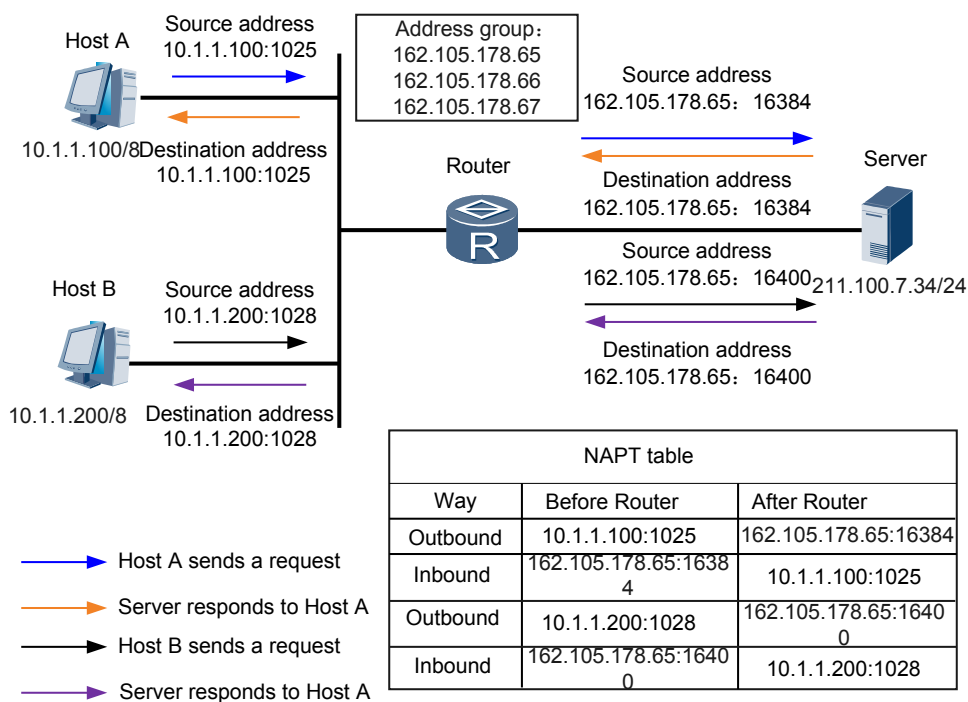 Host A
Source address
10.1.1.100:1025
10.1.1.100/8
Destination address
10.1.1.100:1025
Address group：
162.105.178.65
162.105.178.66
162.105.178.67
Source address
162.105.178.65：16384
Router
R
Destination address
162.105.178.65：16384
Server
Source address
162.105.178.65：16400
211.100.7.34/24
Destination address
162.105.178.65：16400
Host B
Source address
10.1.1.200:1028
10.1.1.200/8
Destination address
10.1.1.200:1028
NAPT table
Way Before Router After Router
Outbound 10.1.1.100:1025 162.105.178.65:16384
Inbound 162.105.178.65:1638
4 10.1.1.100:1025
Outbound 10.1.1.200:1028 162.105.178.65:1640
0
Inbound 162.105.178.65:1640
0 10.1.1.200:1028
Host A sends a request
Server responds to Host A
Host B sends a request
Server responds to Host A